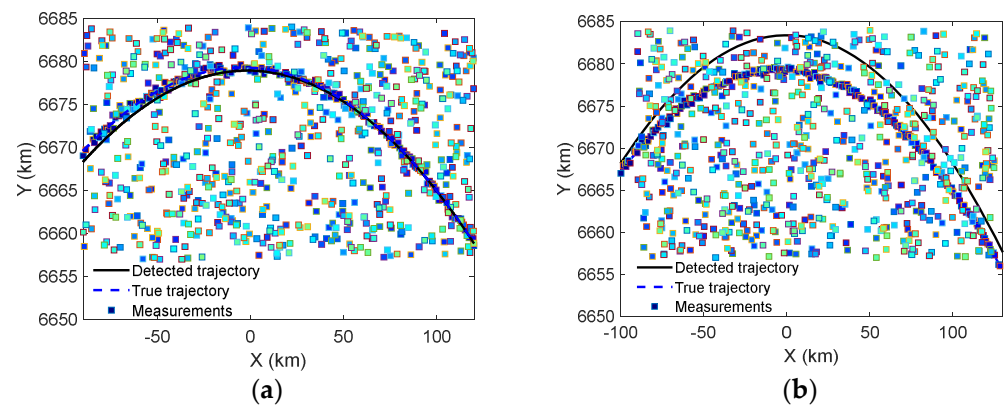 6685
6680
6675
6670
6665
6660
6655
6650
Y (km)
-50
0
50
100
X (km)
Detected trajectory
True trajectory
Measurements
(a)
6685
6680
6675
6670
6665
6660
6655
6650
Y (km)
-100
-50
0
50
100
X (km)
Detected trajectory
True trajectory
Measurements
(b)